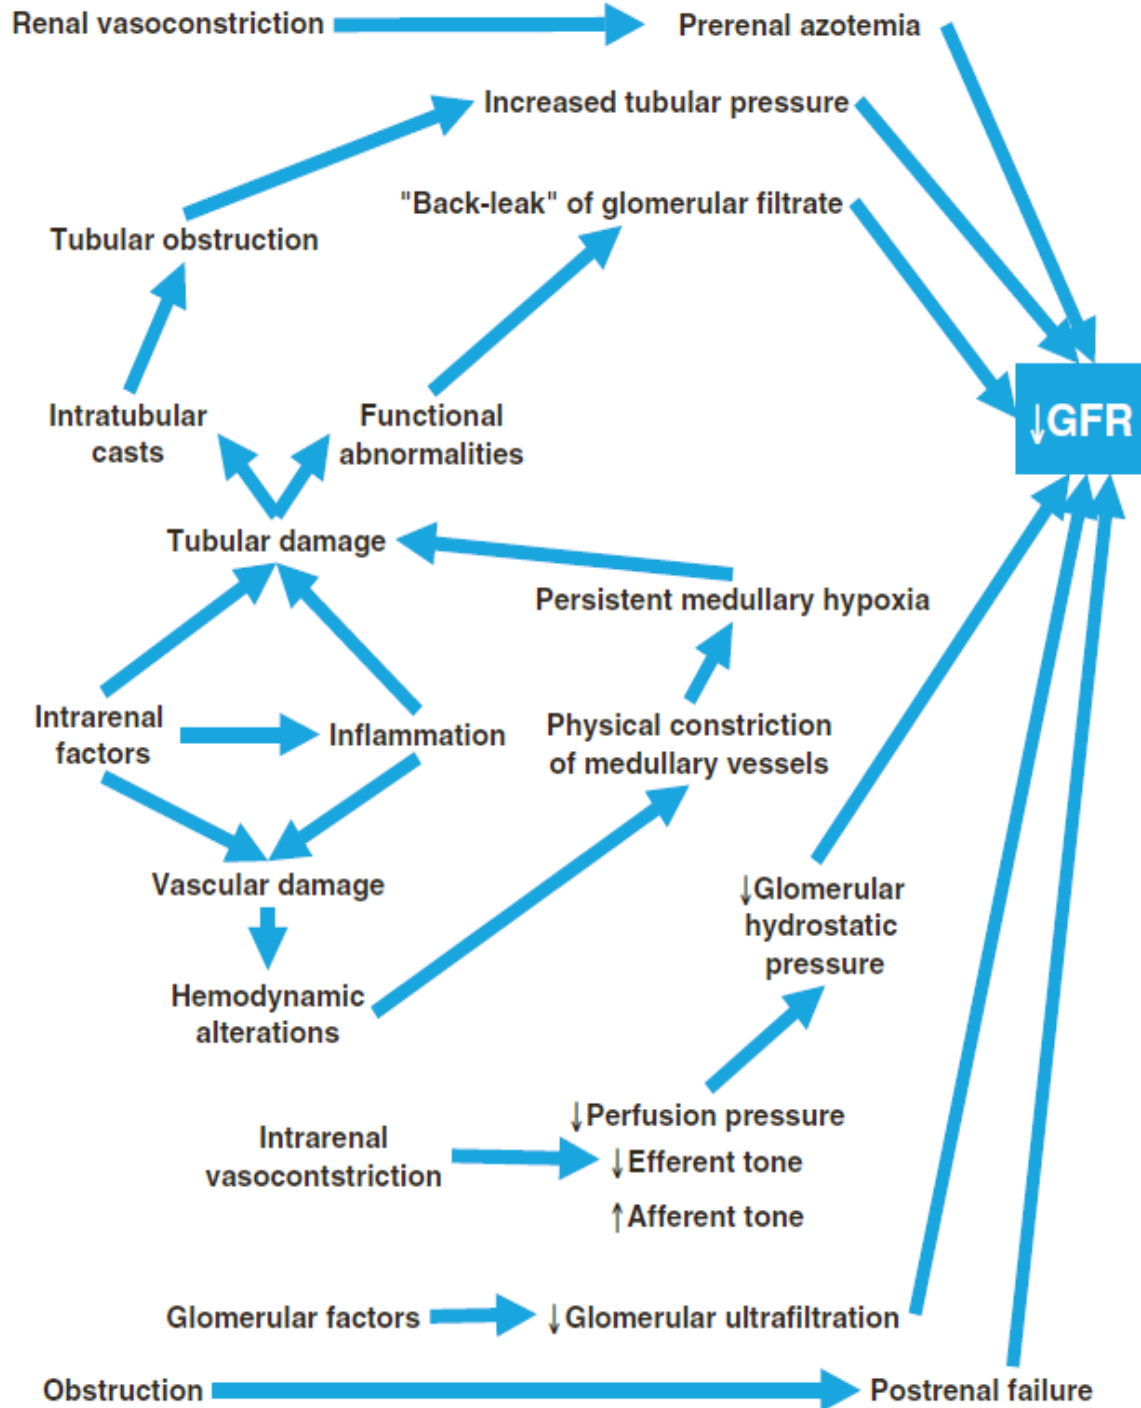 Renal vasoconstriction
Prerenal azotemia
Increased tubular pressure
"Back-leak" of glomerular filtrate
Tubular obstruction
Intratubular
casts
Functional
abnormalities
↓GFR
Tubular damage
Persistent medullary hypoxia
Intrarenal
factors
Inflammation
Physical constriction
of medullary vessels
Vascular damage
↓Glomerular
hydrostatic
pressure
Hemodynamic
alterations
Intrarenal
vasocontstriction
↓Perfusion pressure
↓Efferent tone
↑Afferent tone
Glomerular factors
↓Glomerular ultrafiltration
Obstruction
Postrenal failure